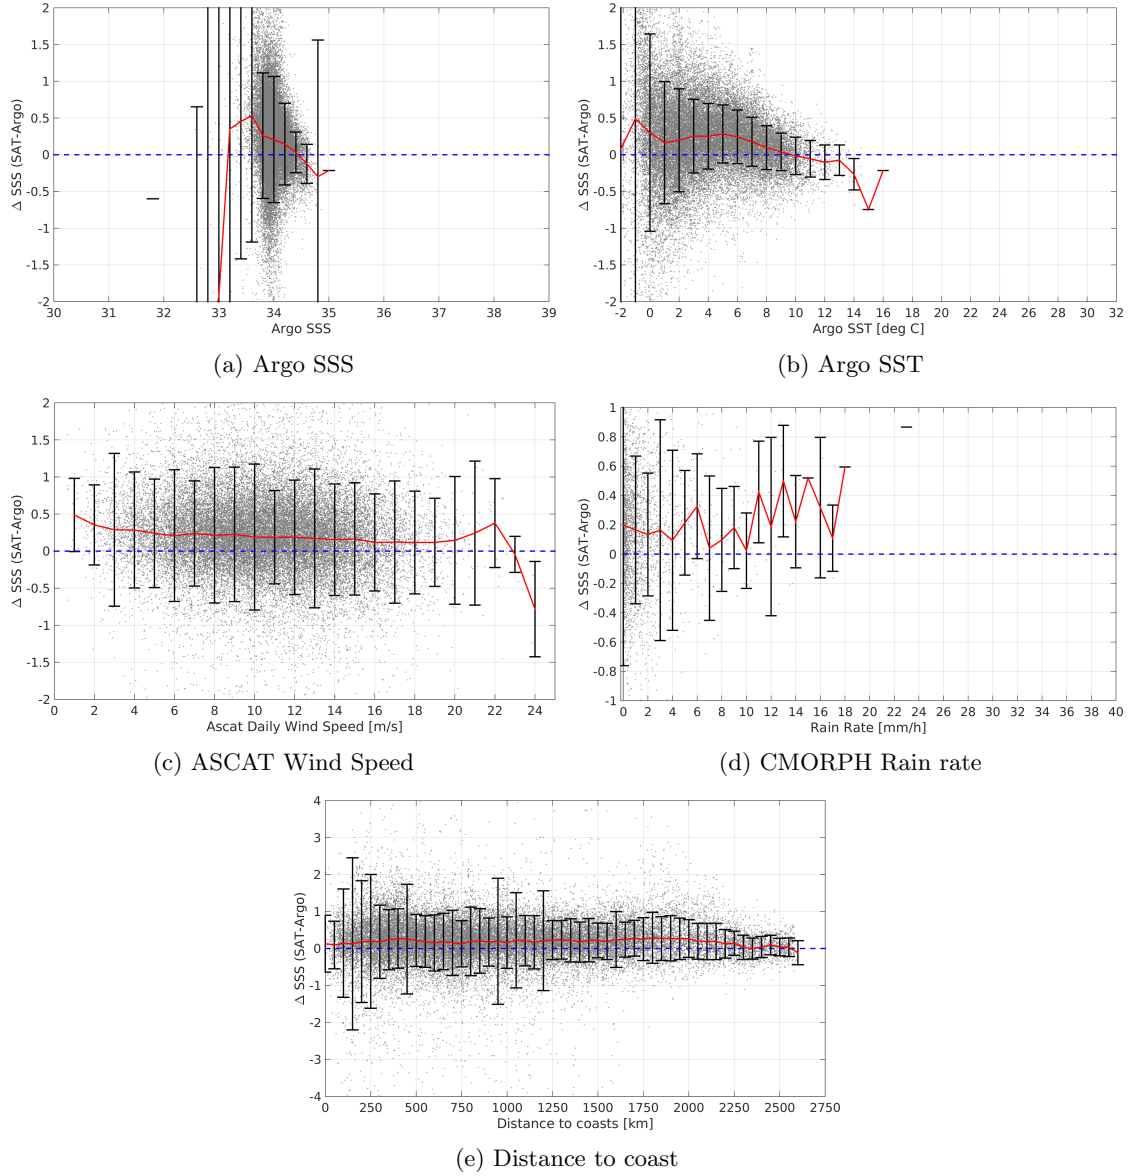 2
1.5
1
0.5
0
-0.5
-1
-1.5
-2
Δ SSS (SAT-Argo)
30 31 32 33 34 35 36 37 38 39
Argo SSS
(a) Argo SSS
2
1.5
1
0.5
0
-0.5
-1
-1.5
-2
Δ SSS (SAT-Argo)
-2 0 2 4 6 8 10 12 14 16 18 20 22 24 26 28 30 32
Argo SST [deg C]
(b) Argo SST
2
1.5
1
0.5
0
-0.5
-1
-1.5
-2
Δ SSS (SAT-Argo)
0 2 4 6 8 10 12 14 16 18 20 22 24
Ascat Daily Wind Speed [m/s]
(c) ASCAT Wind Speed
1
0.8
0.6
0.4
0.2
0
-0.2
-0.4
-0.6
-0.8
-1
Δ SSS (SAT-Argo)
0 2 4 6 8 10 12 14 16 18 20 22 24 26 28 30 32 34 36 38 40
Rain Rate [mm/h]
(d) CMORPH Rain rate
4
3
2
1
0
-1
-2
-3
-4
Δ SSS (SAT-Argo)
0 250 500 750 1000 1250 1500 1750 2000 2250 2500 2750
Distance to coasts [km]
(e) Distance to coast